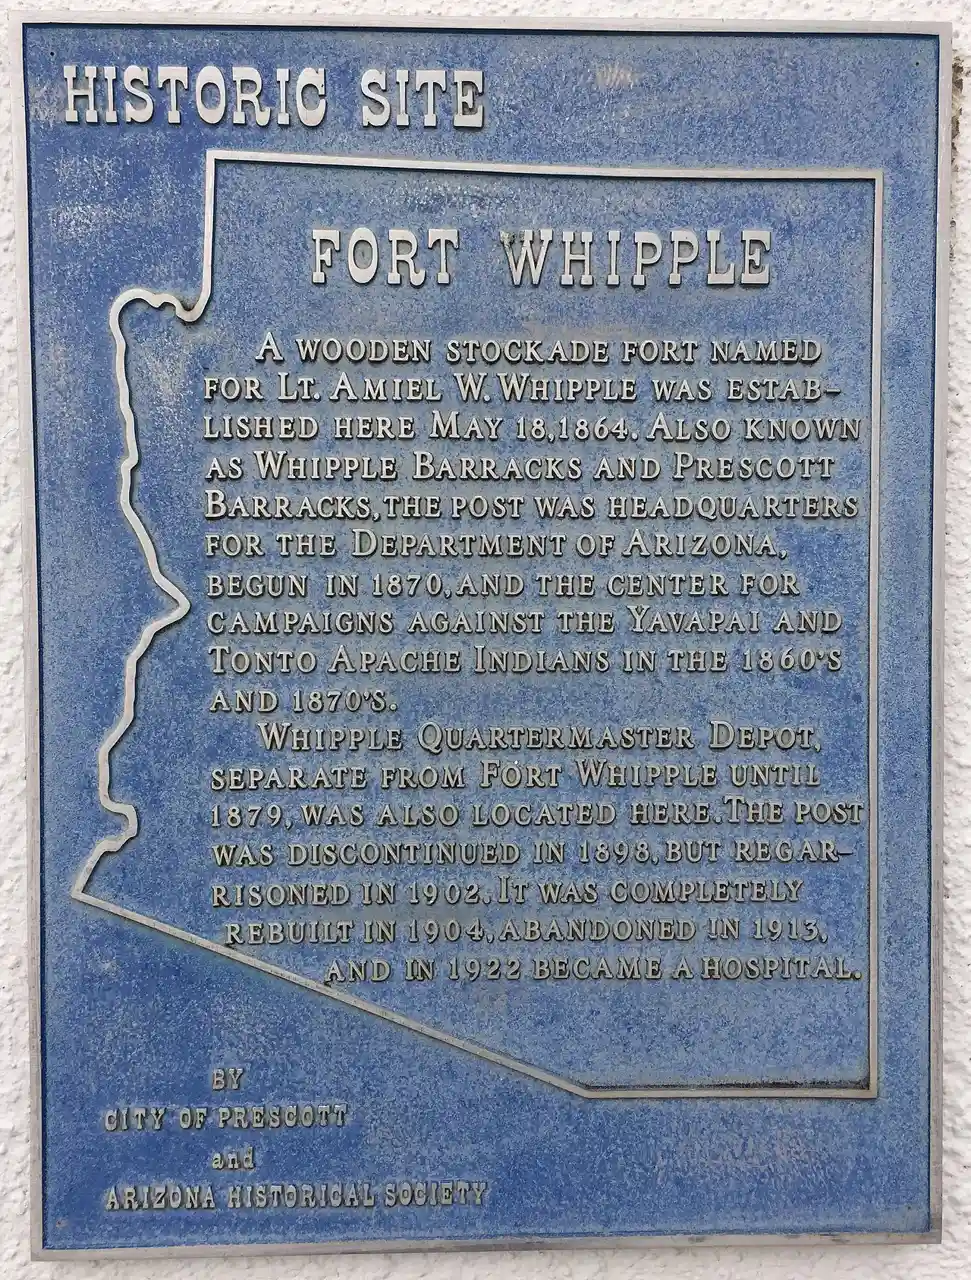 HISTORIC SITE
FORT WHIPPLE
A WOODEN STOCKADE FORT NAMED
FOR LT. AMIEL W. WHIPPLE WAS ESTAB-
LISHED HERE MAY 18,1864. ALSO KNOWN
AS WHIPPLE BARRACKS AND PRESCOTT
BARRACKS, THE POST WAS HEADQUARTERS
FOR THE DEPARTMENT OF ARIZONA,
BEGUN IN 1870, AND THE CENTER FOR
CAMPAIGNS AGAINST THE YAVAPAI AND
TONTO APACHE INDIANS IN THE 1860'S
AND 1870'S.
WHIPPLE QUARTERMASTER DEPOT,
SEPARATE FROM FORT WHIPPLE UNTIL
1879, WAS ALSO LOCATED HERE. THE POST
WAS DISCONTINUED IN 1898, BUT REGAR-
RISONED IN 1902. IT WAS COMPLETELY
REBUILT IN 1904, ABANDONED IN 1913,
AND IN 1922 BECAME A HOSPITAL.
BY
CITY OF PRESCOTT
and
ARIZONA HISTORICAL SOCIETY